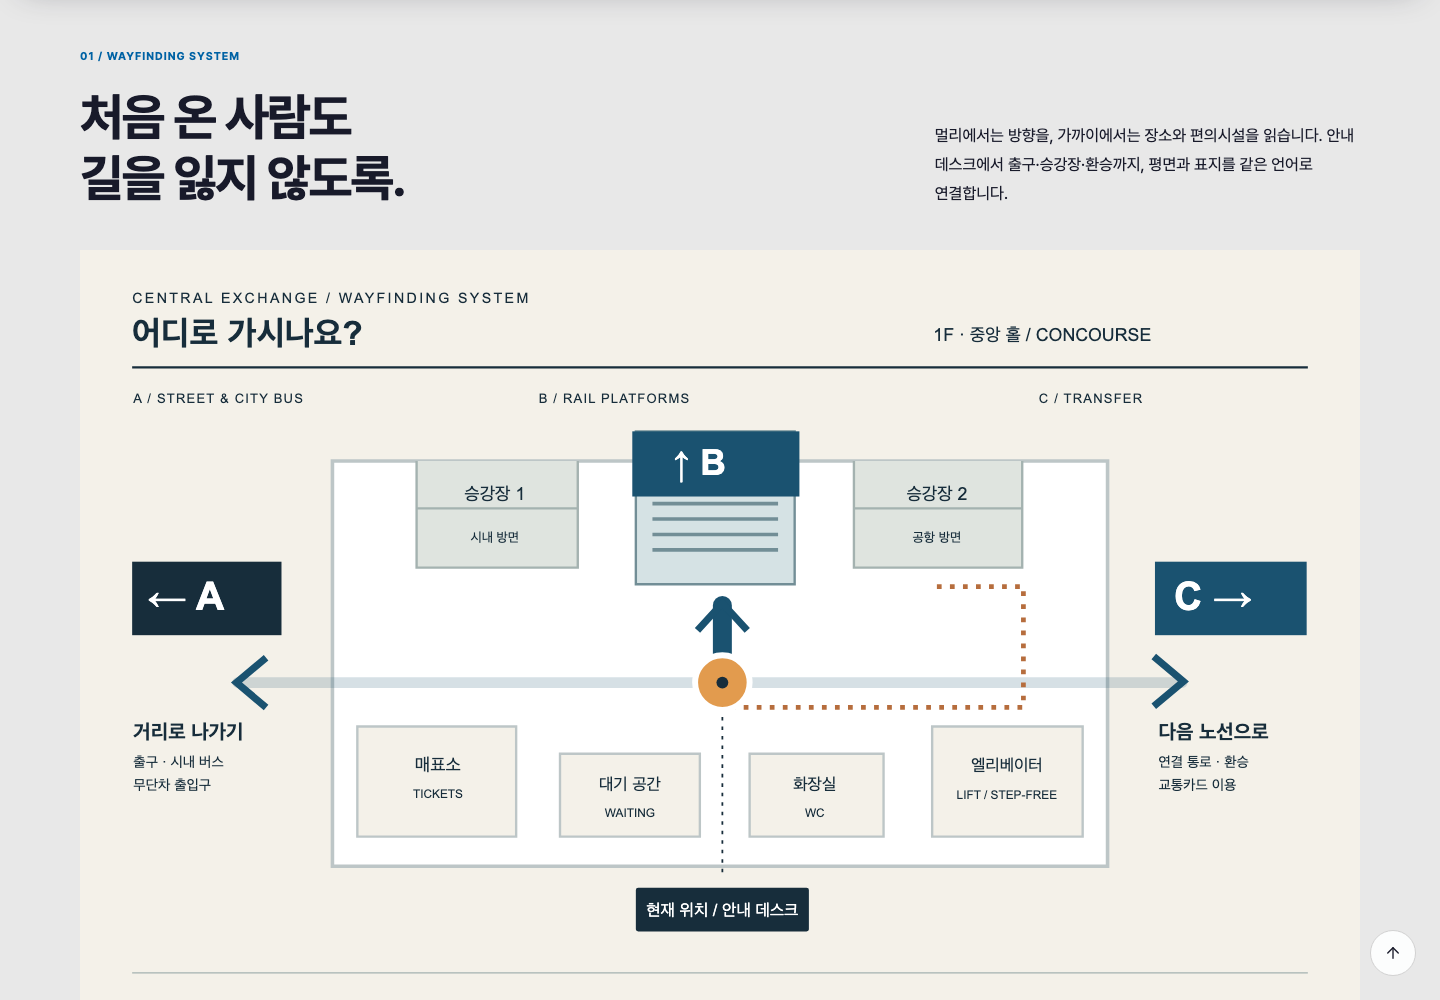 01 / WAYFINDING SYSTEM
처음 온 사람도
길을 잃지 않도록.
멀리에서는 방향을, 가까이에서는 장소와 편의시설을 읽습니다. 안내
데스크에서 출구·승강장·환승까지, 평면과 표지를 같은 언어로
연결합니다.
CENTRAL EXCHANGE / WAYFINDING SYSTEM
어디로 가시나요?
1F · 중앙 홀 / CONCOURSE
A / STREET & CITY BUS
B / RAIL PLATFORMS
C / TRANSFER
↑ B
승강장 1
시내 방면
승강장 2
공항 방면
← A
C →
거리로 나가기
출구 · 시내 버스
무단차 출입구
다음 노선으로
연결 통로 · 환승
교통카드 이용
매표소
TICKETS
대기 공간
WAITING
화장실
WC
엘리베이터
LIFT / STEP-FREE
현재 위치 / 안내 데스크